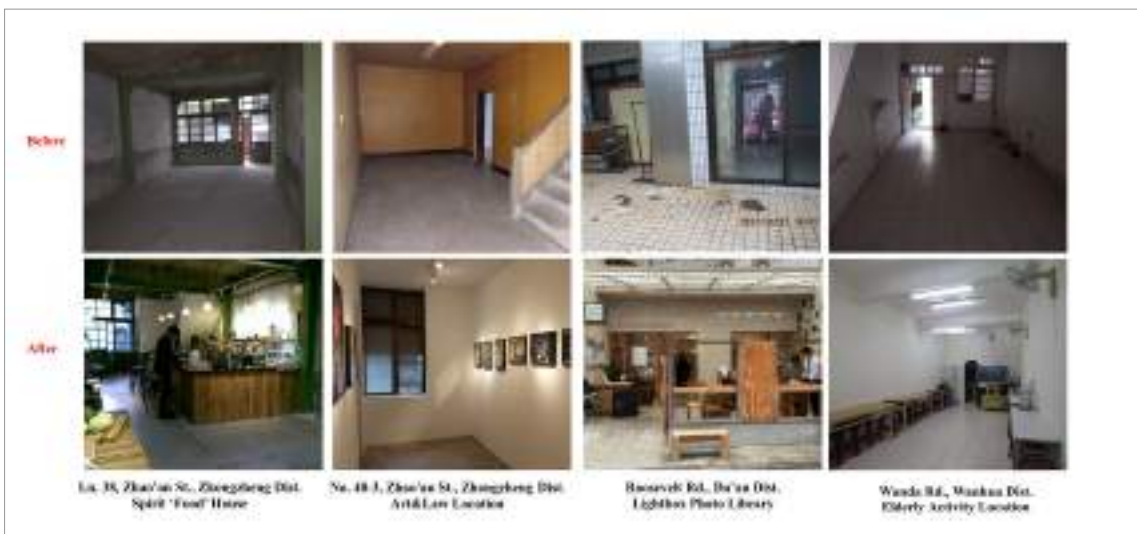 Before
After
Ln. 38, Zhao'an St., Zhongzheng Dist.
Spirit 'Food' House
No. 40-3, Zhao'an St., Zhongzheng Dist.
Art&Law Location
Roosevelt Rd., Da'an Dist.
Lightbox Photo Library
Wanda Rd., Wanhua Dist.
Elderly Activity Location